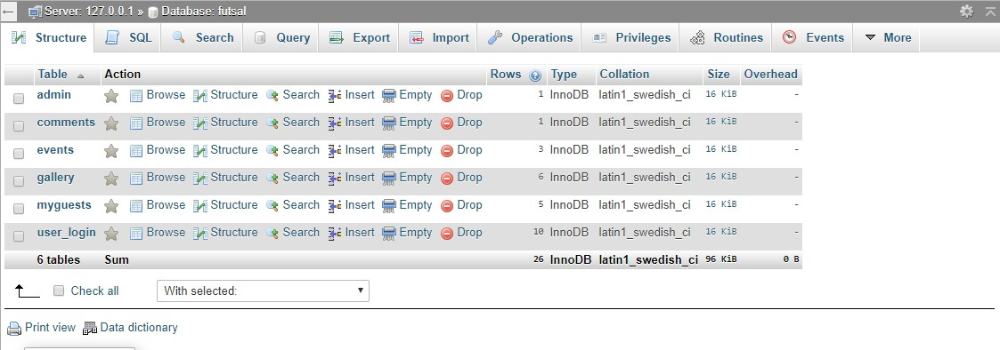 Server: 127.0.0.1 » Database: futsal
Structure SQL Search Query Export Import Operations Privileges Routines Events More
Table Action Rows Type Collation Size Overhead
admin Browse Structure Search Insert Empty Drop 1 InnoDB latin1_swedish_ci 16 KiB -
comments Browse Structure Search Insert Empty Drop 1 InnoDB latin1_swedish_ci 16 KiB -
events Browse Structure Search Insert Empty Drop 3 InnoDB latin1_swedish_ci 16 KiB -
gallery Browse Structure Search Insert Empty Drop 6 InnoDB latin1_swedish_ci 16 KiB -
myguests Browse Structure Search Insert Empty Drop 5 InnoDB latin1_swedish_ci 16 KiB -
user_login Browse Structure Search Insert Empty Drop 10 InnoDB latin1_swedish_ci 16 KiB -
6 tables Sum 26 InnoDB latin1_swedish_ci 96 KiB 0 B
Check all With selected:
Print view Data dictionary